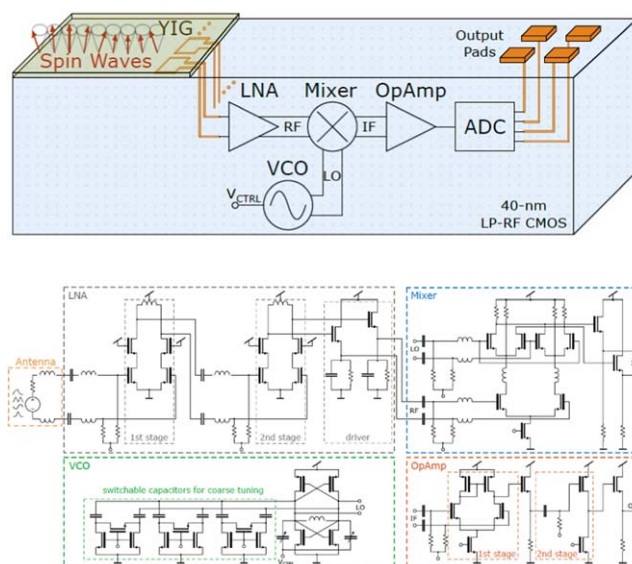 YIG
Spin Waves
Output
Pads
LNA
Mixer
OpAmp
RF
IF
ADC
VCO
LO
VCTRL
40-nm
LP-RF CMOS
LNA
Mixer
Antenna
LO
RF
1st stage
2nd stage
driver
VCO
switchable capacitors for coarse tuning
LO
OpAmp
IF
1st stage
2nd stage